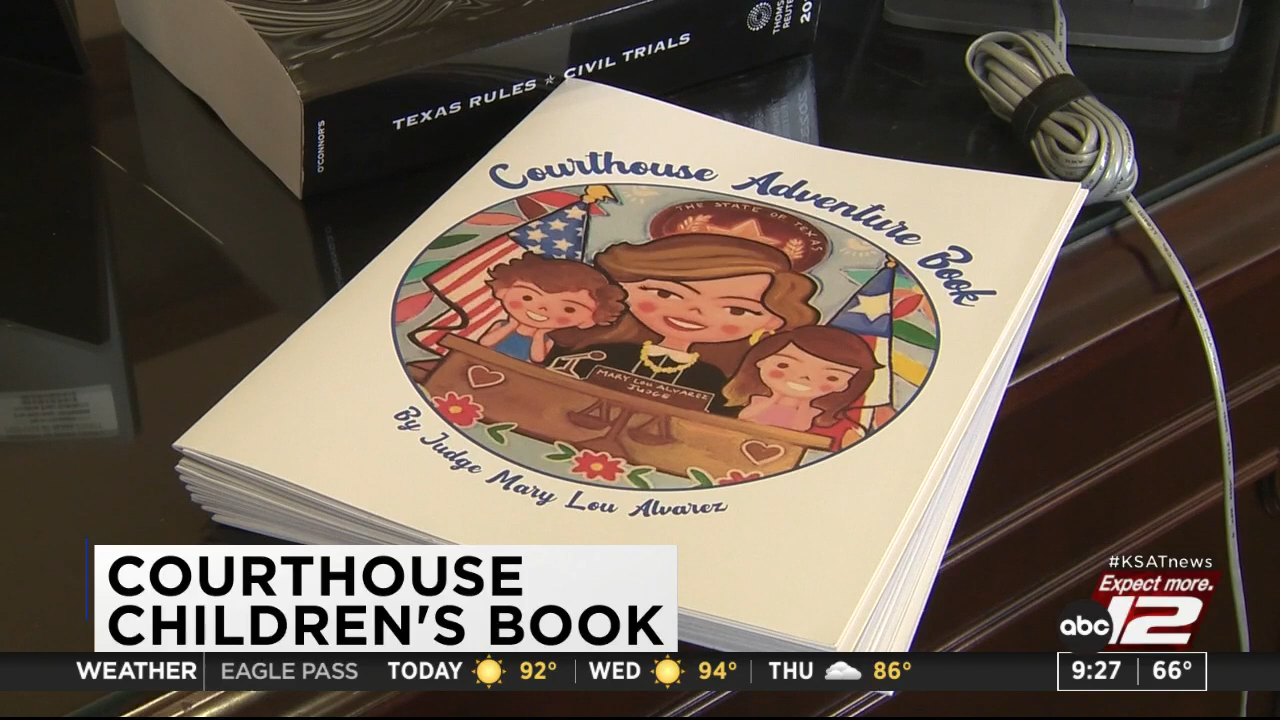 TEXAS RULES ★ CIVIL TRIALS
O'CONNOR'S
Courthouse Adventure Book
THE STATE OF TEXAS
MARY LOU ALVAREZ
JUDGE
By Judge Mary Lou Alvarez
COURTHOUSE
CHILDREN'S BOOK
#KSATnews
Expect more.
abc 12
WEATHER EAGLE PASS TODAY 92° WED 94° THU 86°
9:27 66°